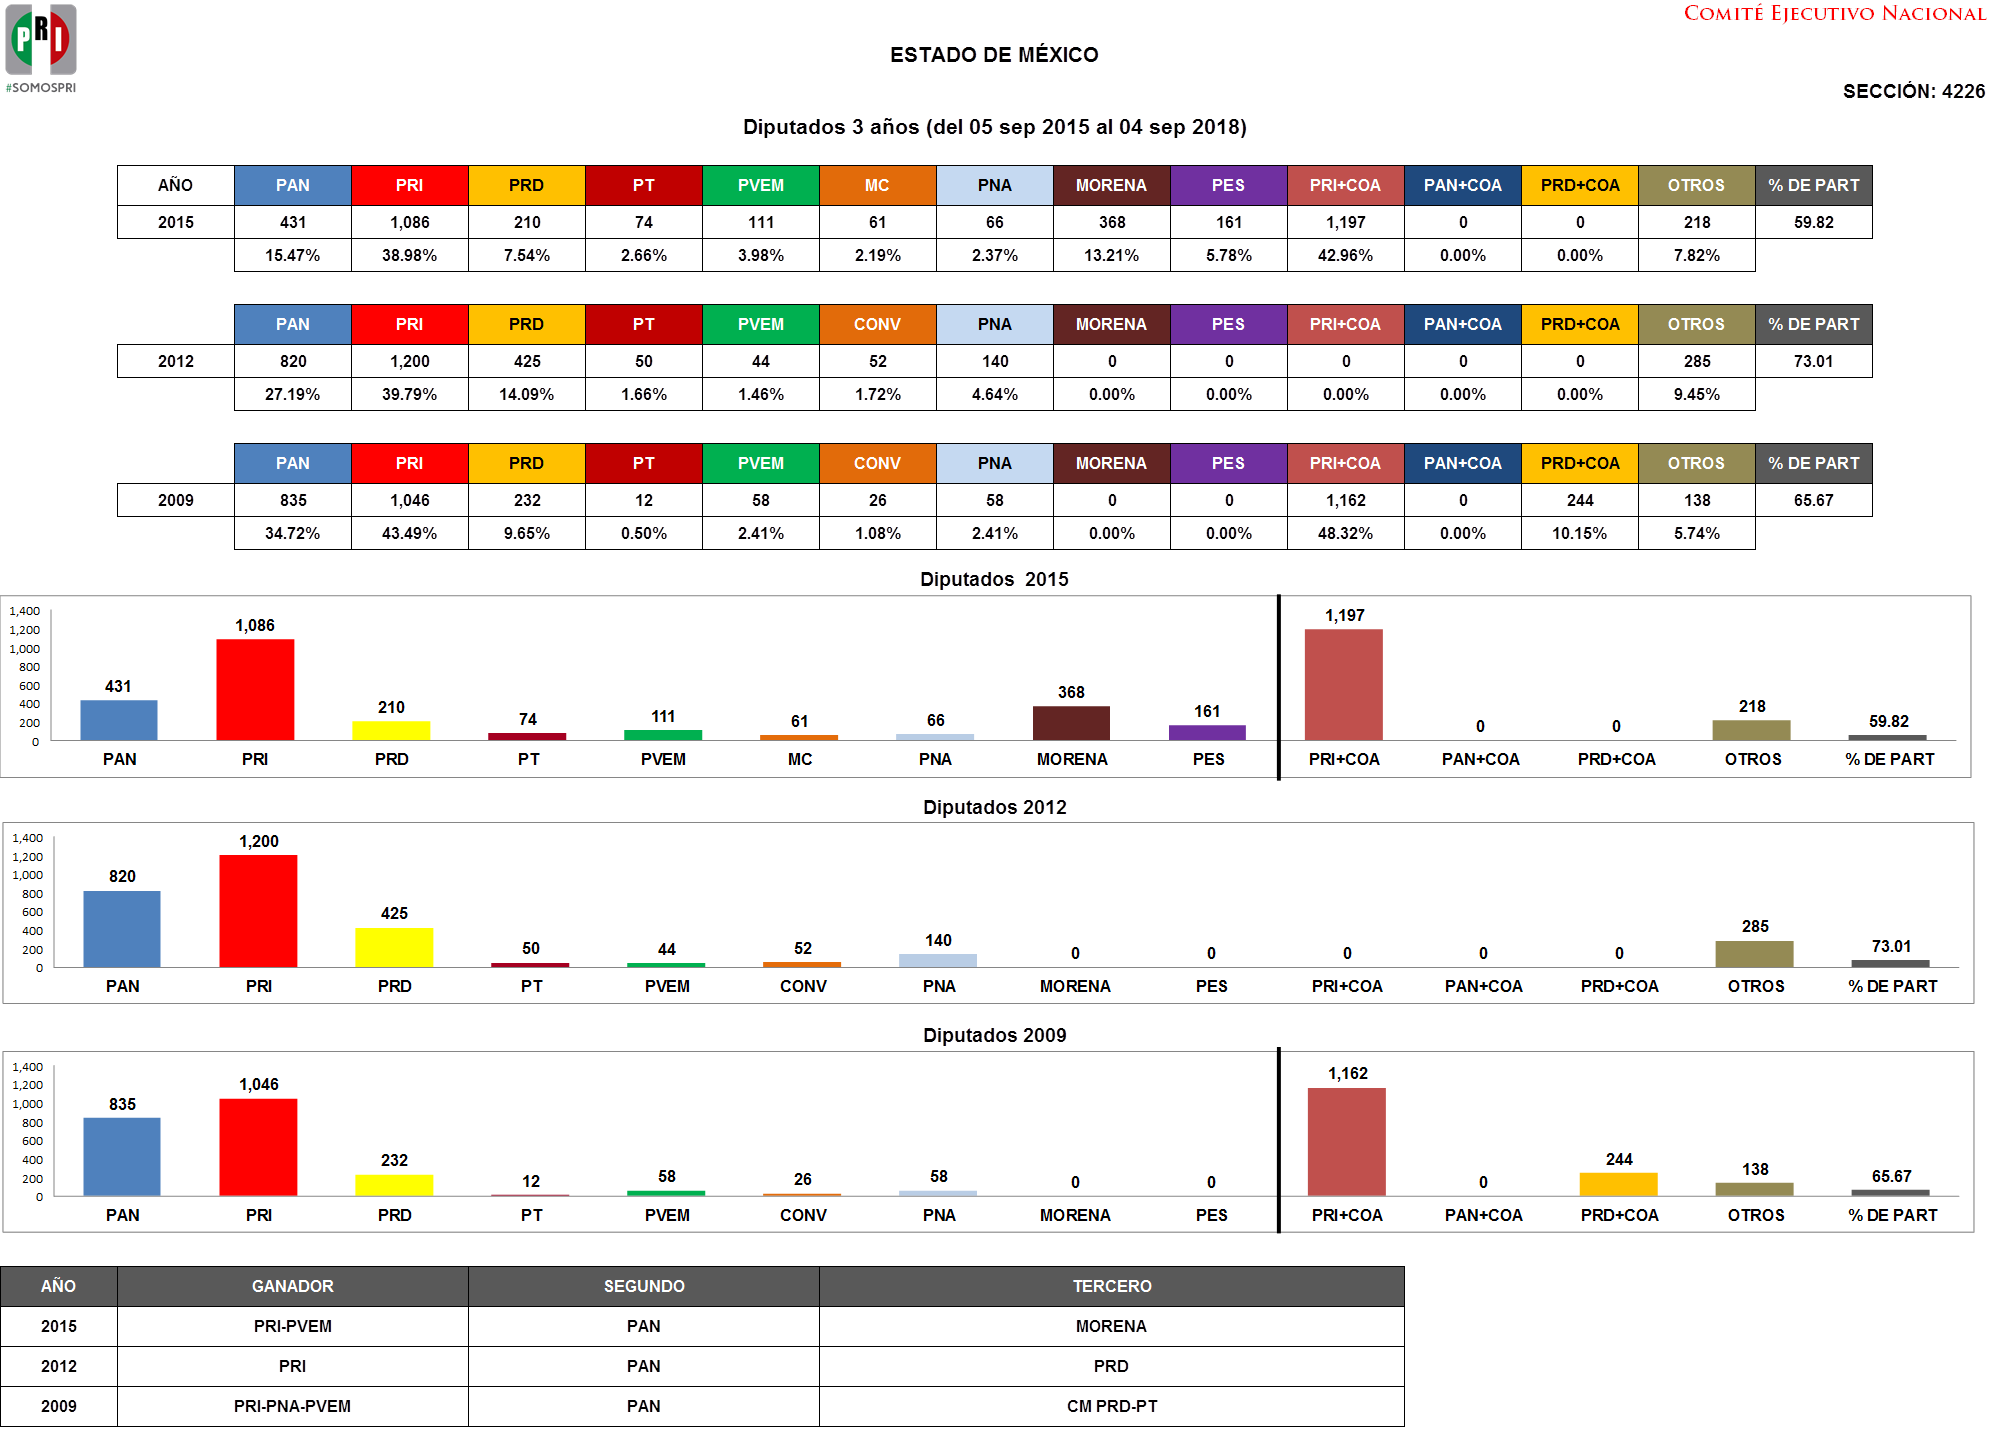 PRI
#SOMOSPRI
COMITÉ EJECUTIVO NACIONAL
ESTADO DE MÉXICO
SECCIÓN: 4226
Diputados 3 años (del 05 sep 2015 al 04 sep 2018)
AÑO PAN PRI PRD PT PVEM MC PNA MORENA PES PRI+COA PAN+COA PRD+COA OTROS % DE PART
2015 431 1,086 210 74 111 61 66 368 161 1,197 0 0 218 59.82
15.47% 38.98% 7.54% 2.66% 3.98% 2.19% 2.37% 13.21% 5.78% 42.96% 0.00% 0.00% 7.82%
PAN PRI PRD PT PVEM CONV PNA MORENA PES PRI+COA PAN+COA PRD+COA OTROS % DE PART
2012 820 1,200 425 50 44 52 140 0 0 0 0 0 285 73.01
27.19% 39.79% 14.09% 1.66% 1.46% 1.72% 4.64% 0.00% 0.00% 0.00% 0.00% 0.00% 9.45%
PAN PRI PRD PT PVEM CONV PNA MORENA PES PRI+COA PAN+COA PRD+COA OTROS % DE PART
2009 835 1,046 232 12 58 26 58 0 0 1,162 0 244 138 65.67
34.72% 43.49% 9.65% 0.50% 2.41% 1.08% 2.41% 0.00% 0.00% 48.32% 0.00% 10.15% 5.74%
Diputados 2015
1,400
1,200
1,000
800
600
400
200
0
431 1,086 210 74 111 61 66 368 161 1,197 0 0 218 59.82
PAN PRI PRD PT PVEM MC PNA MORENA PES PRI+COA PAN+COA PRD+COA OTROS % DE PART
Diputados 2012
1,400
1,200
1,000
800
600
400
200
0
820 1,200 425 50 44 52 140 0 0 0 0 0 285 73.01
PAN PRI PRD PT PVEM CONV PNA MORENA PES PRI+COA PAN+COA PRD+COA OTROS % DE PART
Diputados 2009
1,400
1,200
1,000
800
600
400
200
0
835 1,046 232 12 58 26 58 0 0 1,162 0 244 138 65.67
PAN PRI PRD PT PVEM CONV PNA MORENA PES PRI+COA PAN+COA PRD+COA OTROS % DE PART
AÑO GANADOR SEGUNDO TERCERO
2015 PRI-PVEM PAN MORENA
2012 PRI PAN PRD
2009 PRI-PNA-PVEM PAN CM PRD-PT